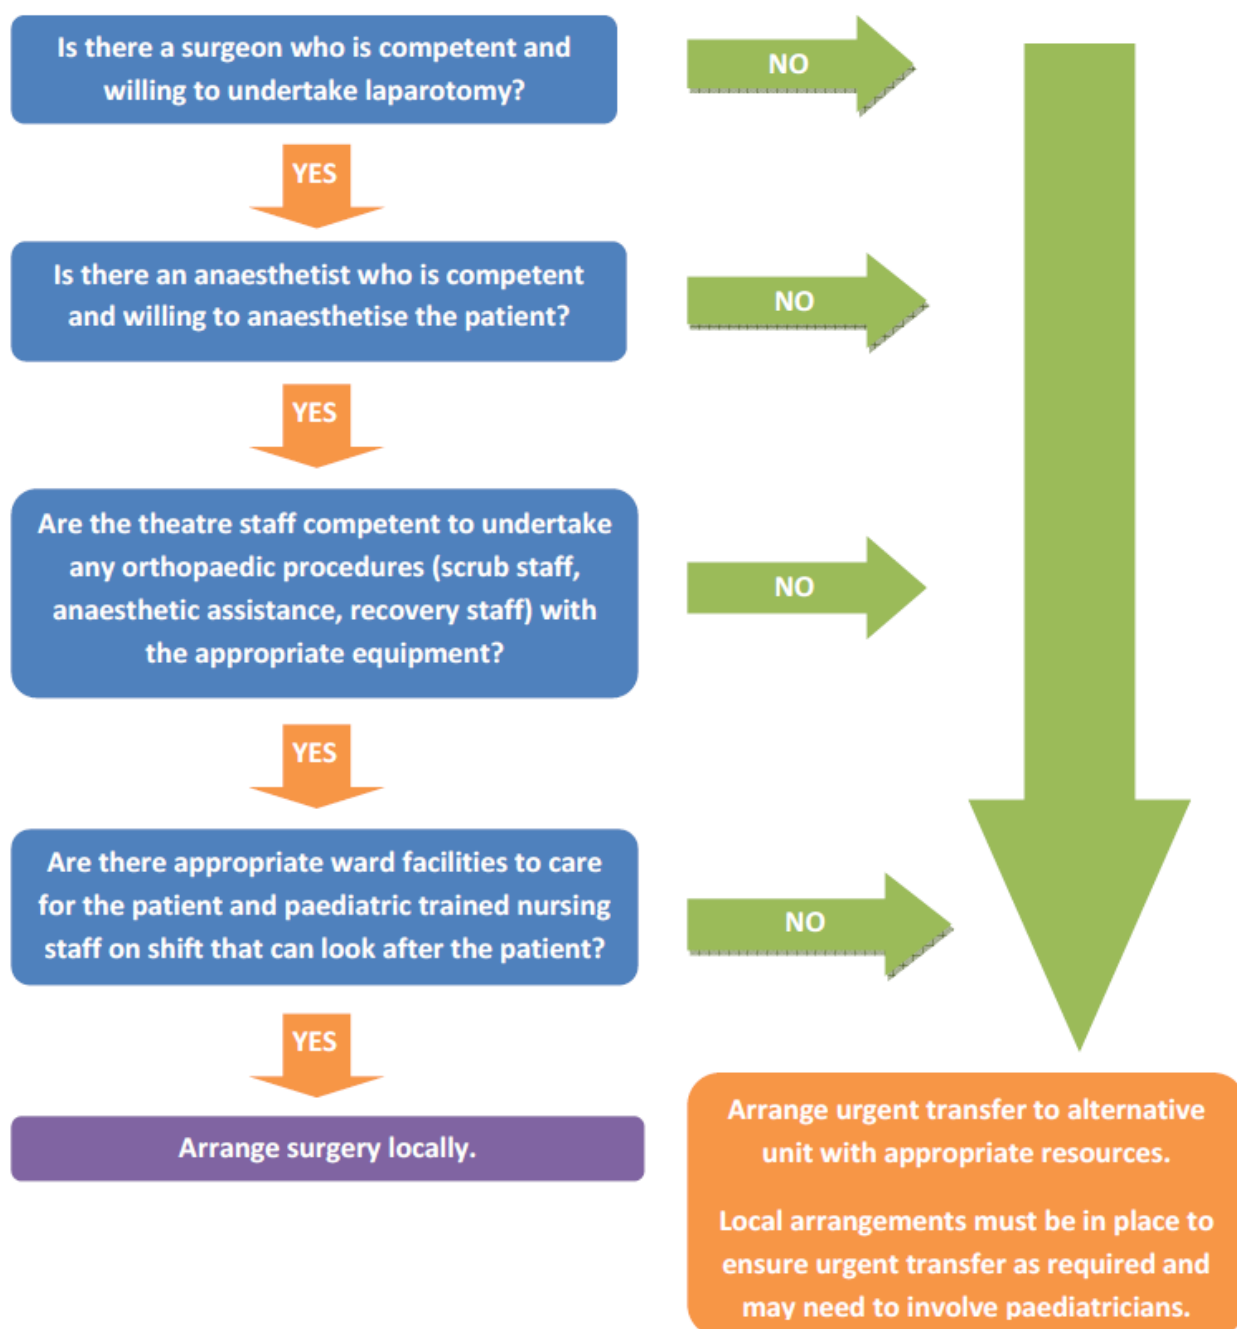 Is there a surgeon who is competent and
willing to undertake laparotomy?
NO
YES
Is there an anaesthetist who is competent
and willing to anaesthetise the patient?
NO
YES
Are the theatre staff competent to undertake
any orthopaedic procedures (scrub staff,
anaesthetic assistance, recovery staff) with
the appropriate equipment?
NO
YES
Are there appropriate ward facilities to care
for the patient and paediatric trained nursing
staff on shift that can look after the patient?
NO
YES
Arrange surgery locally.
Arrange urgent transfer to alternative
unit with appropriate resources.
Local arrangements must be in place to
ensure urgent transfer as required and
may need to involve paediatricians.